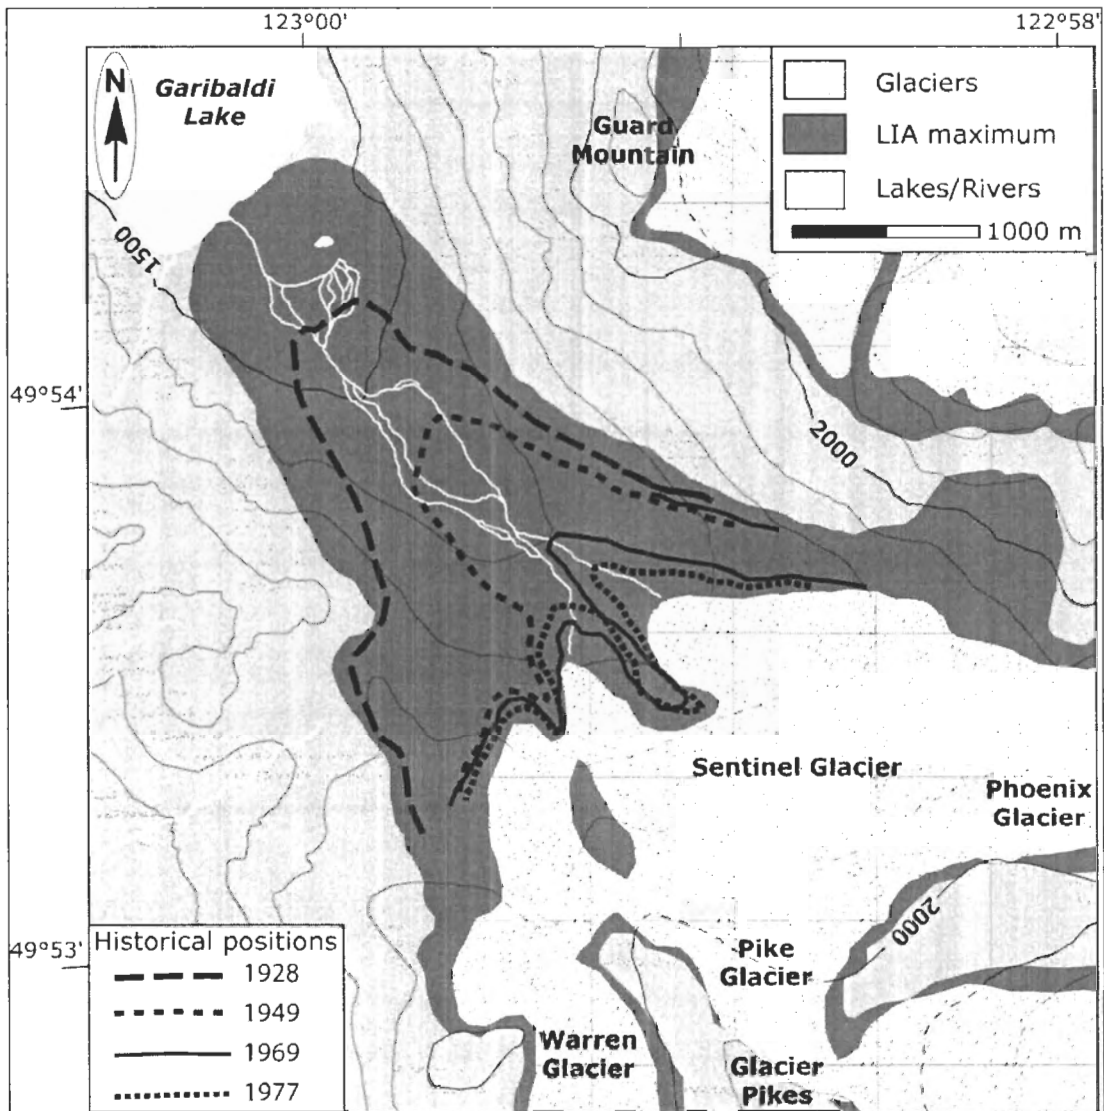 123°00'
122°58'
N
Garibaldi
Lake
Guard
Mountain
Glaciers
LIA maximum
Lakes/Rivers
1000 m
1500
49°54'
2000
Sentinel Glacier
Phoenix
Glacier
2000
Historical positions
49°53'
1928
1949
1969
1977
Pike
Glacier
Warren
Glacier
Glacier
Pikes